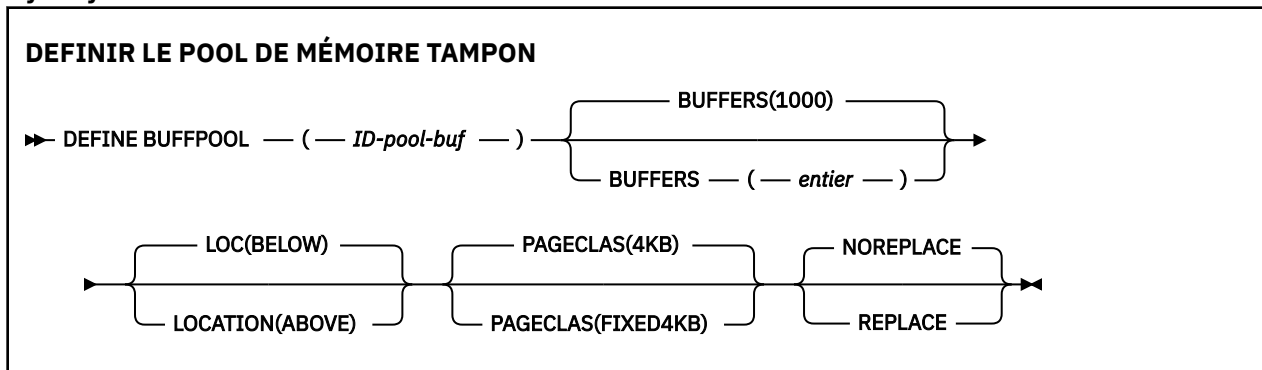 DEFINIR LE POOL DE MÉMOIRE TAMPON
BUFFERS(1000)
DEFINE BUFFPOOL ( ID-pool-buf )
BUFFERS ( entier )
LOC(BELOW) PAGECLAS(4KB) NOREPLACE
LOCATION(ABOVE) PAGECLAS(FIXED4KB) REPLACE